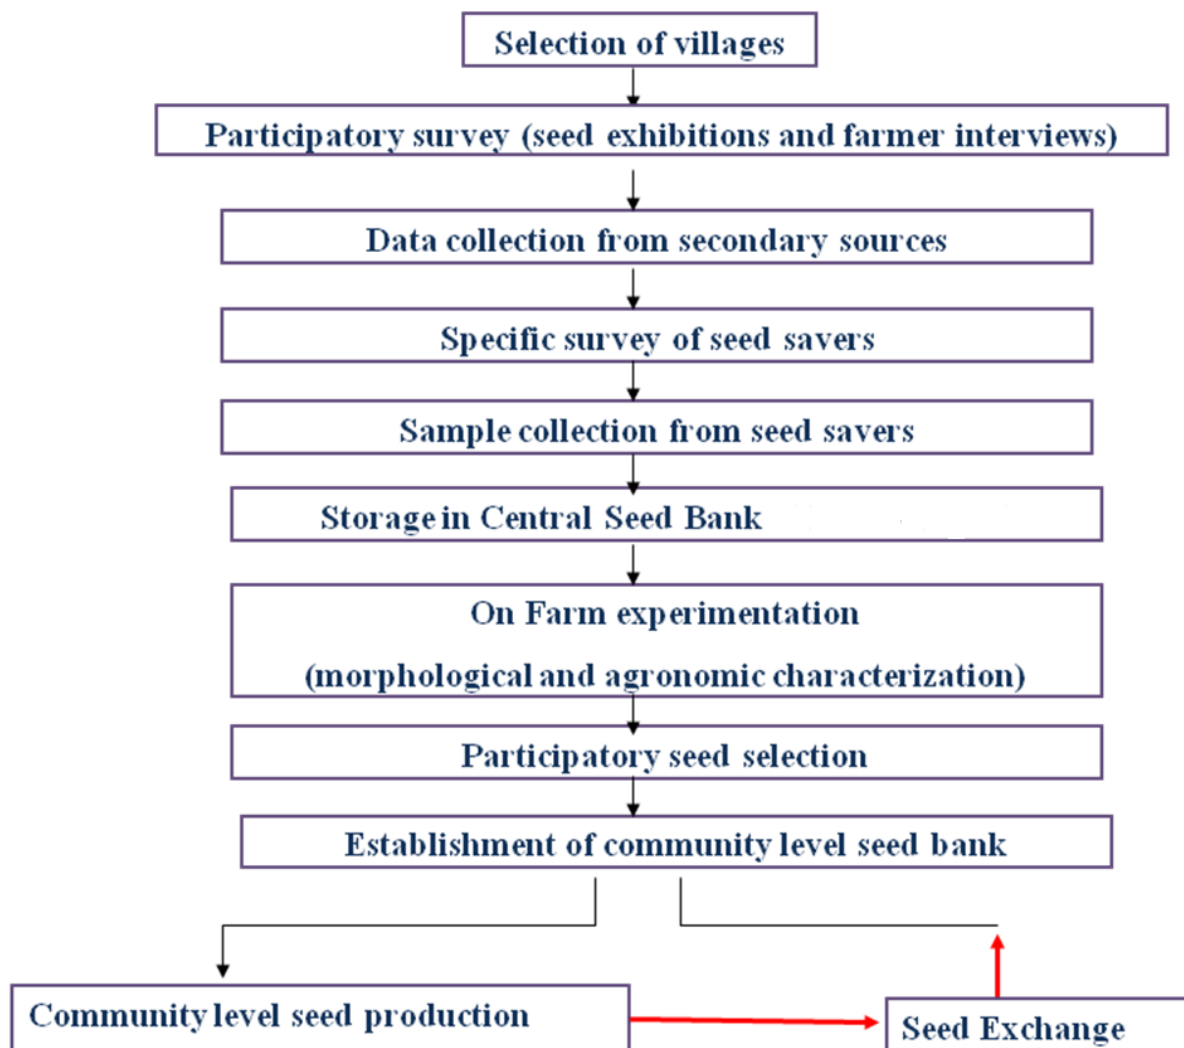 Selection of villages
Participatory survey (seed exhibitions and farmer interviews)
Data collection from secondary sources
Specific survey of seed savers
Sample collection from seed savers
Storage in Central Seed Bank
On Farm experimentation
(morphological and agronomic characterization)
Participatory seed selection
Establishment of community level seed bank
Community level seed production
Seed Exchange